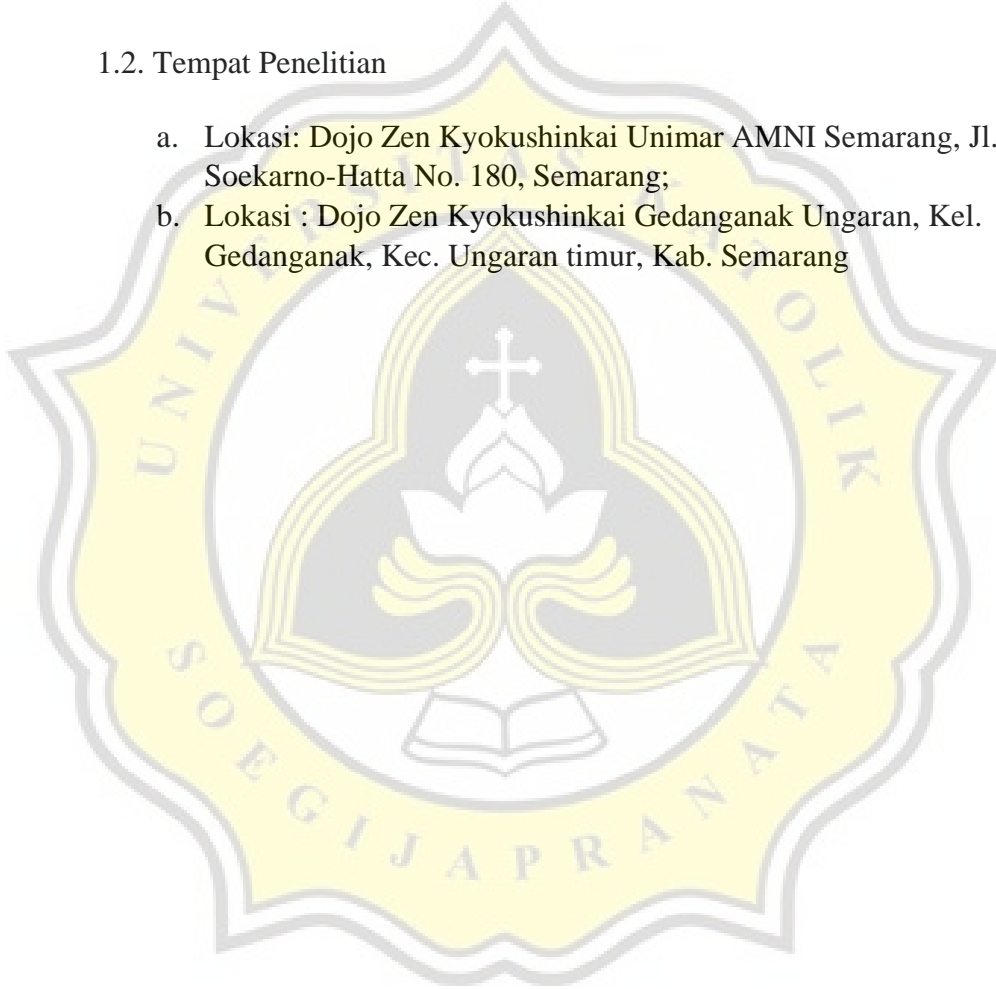 1.2. Tempat Penelitian
a. Lokasi: Dojo Zen Kyokushinkai Unimar AMNI Semarang, Jl.
Soekarno-Hatta No. 180, Semarang;
b. Lokasi : Dojo Zen Kyokushinkai Gedanganak Ungaran, Kel.
Gedanganak, Kec. Ungaran timur, Kab. Semarang
UNIVERSITAS KATOLIK
SOEGIJAPRANATA